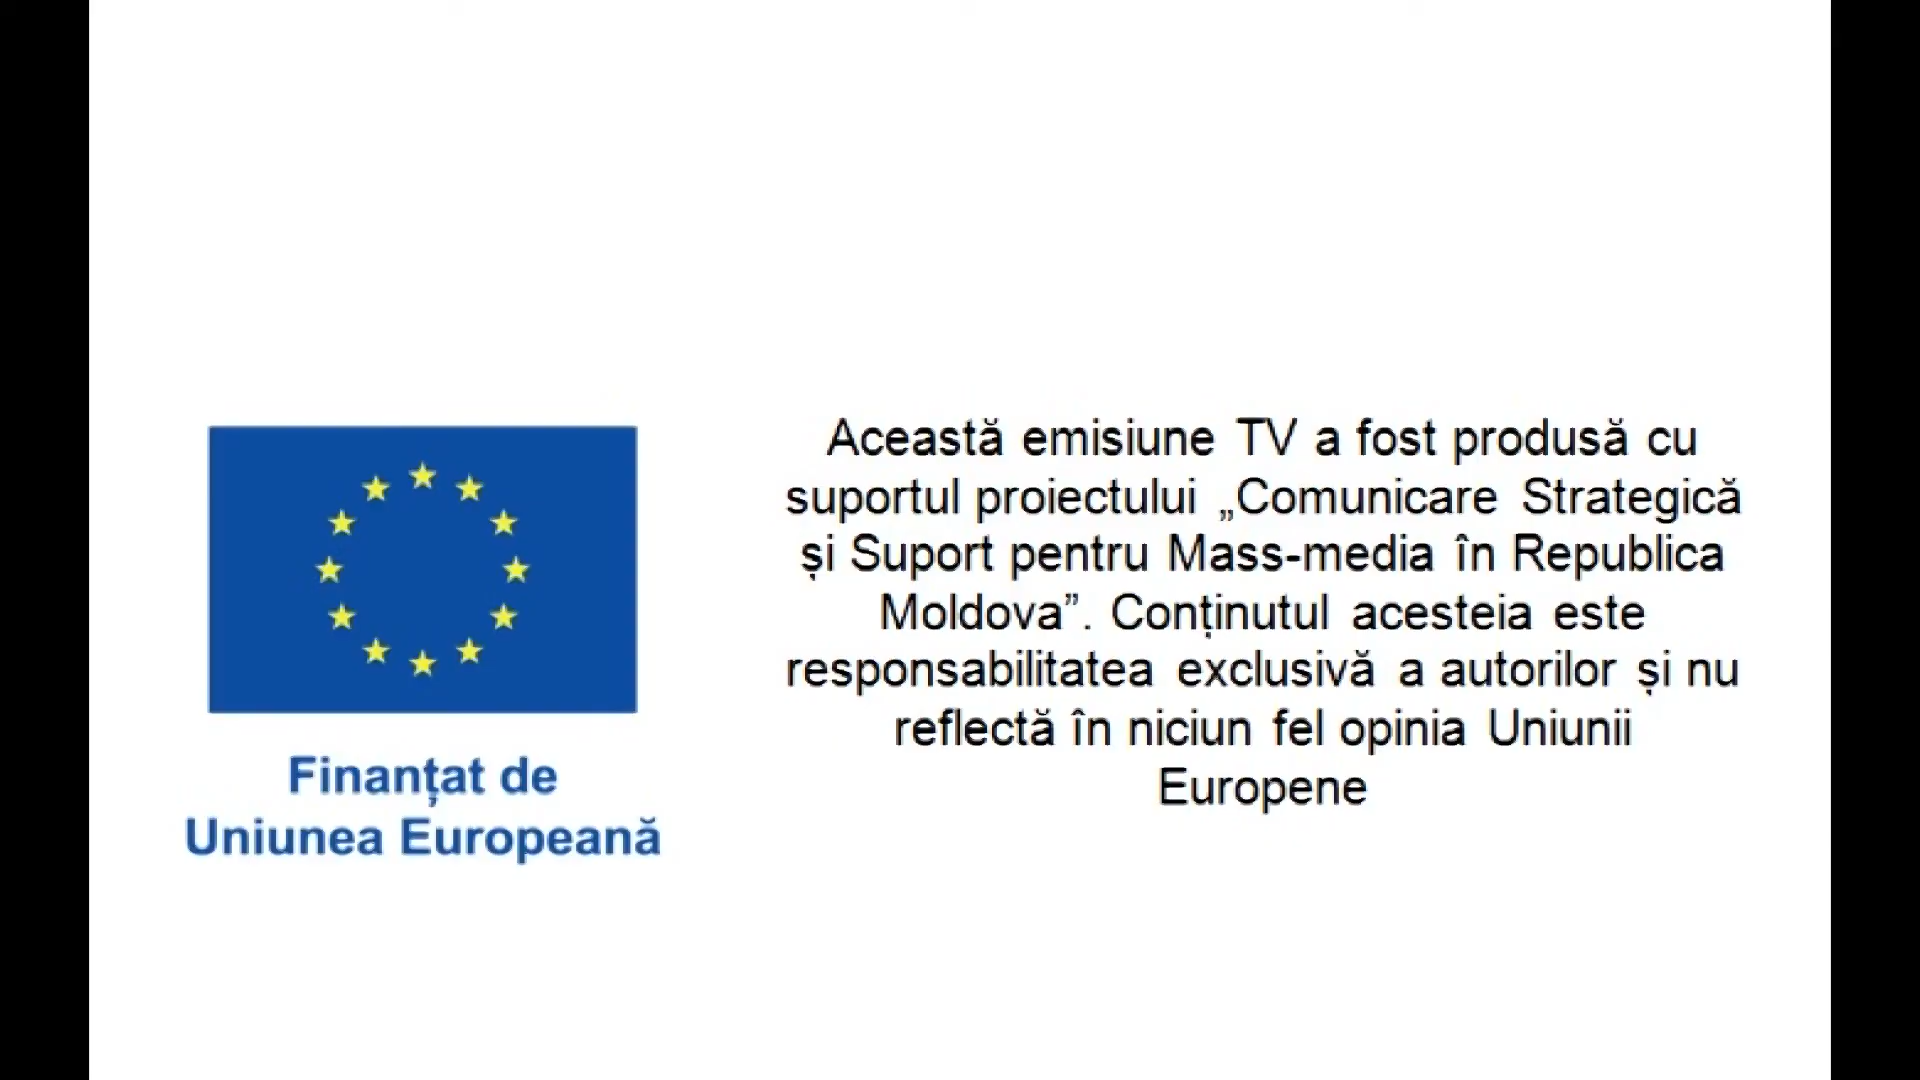 Această emisiune TV a fost produsă cu
suportul proiectului „Comunicare Strategică
și Suport pentru Mass-media în Republica
Moldova”. Conținutul acesteia este
responsabilitatea exclusivă a autorilor și nu
reflectă în niciun fel opinia Uniunii
Europene
Finanțat de
Uniunea Europeană